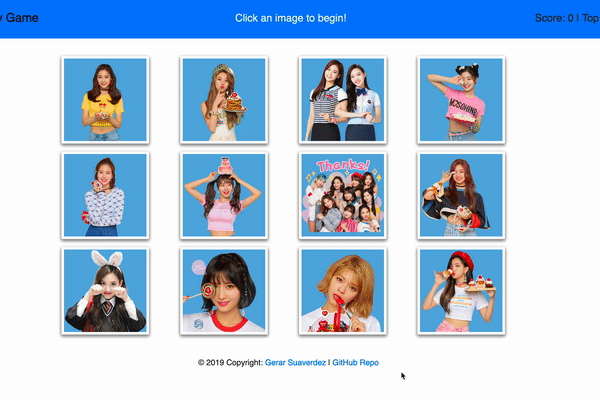 y Game
Click an image to begin!
Score: 0 | Top
MOSCHINO
Thanks!
© 2019 Copyright: Gerar Suaverdez | GitHub Repo